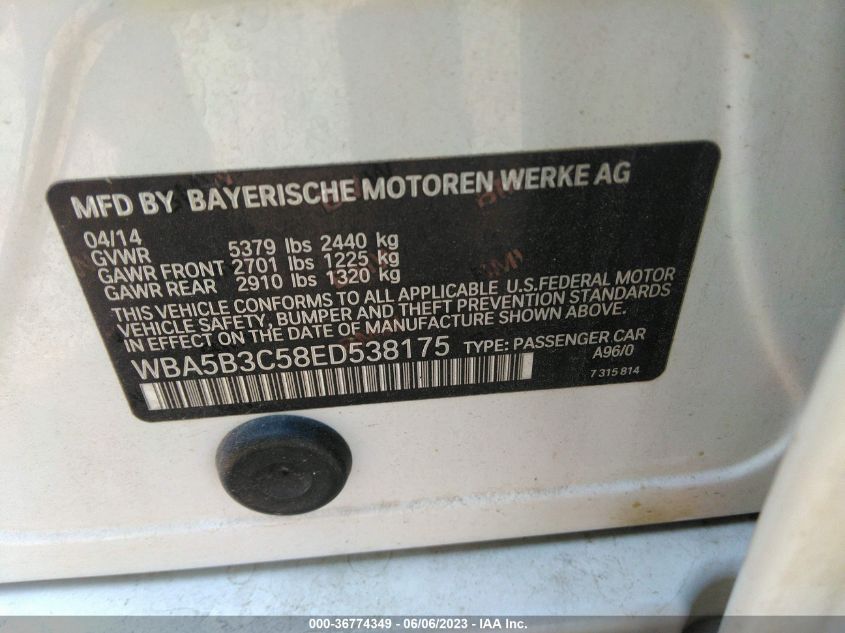 MFD BY BAYERISCHE MOTOREN WERKE AG
04/14
GVWR 5379 lbs 2440 kg
GAWR FRONT 2701 lbs 1225 kg
GAWR REAR 2910 lbs 1320 kg
THIS VEHICLE CONFORMS TO ALL APPLICABLE U.S.FEDERAL MOTOR
VEHICLE SAFETY, BUMPER AND THEFT PREVENTION STANDARDS
IN EFFECT ON THE DATE OF MANUFACTURE SHOWN ABOVE.
WBA5B3C58ED538175 TYPE: PASSENGER CAR
A96/0
7 315 814
000-36774349 - 06/06/2023 - IAA Inc.